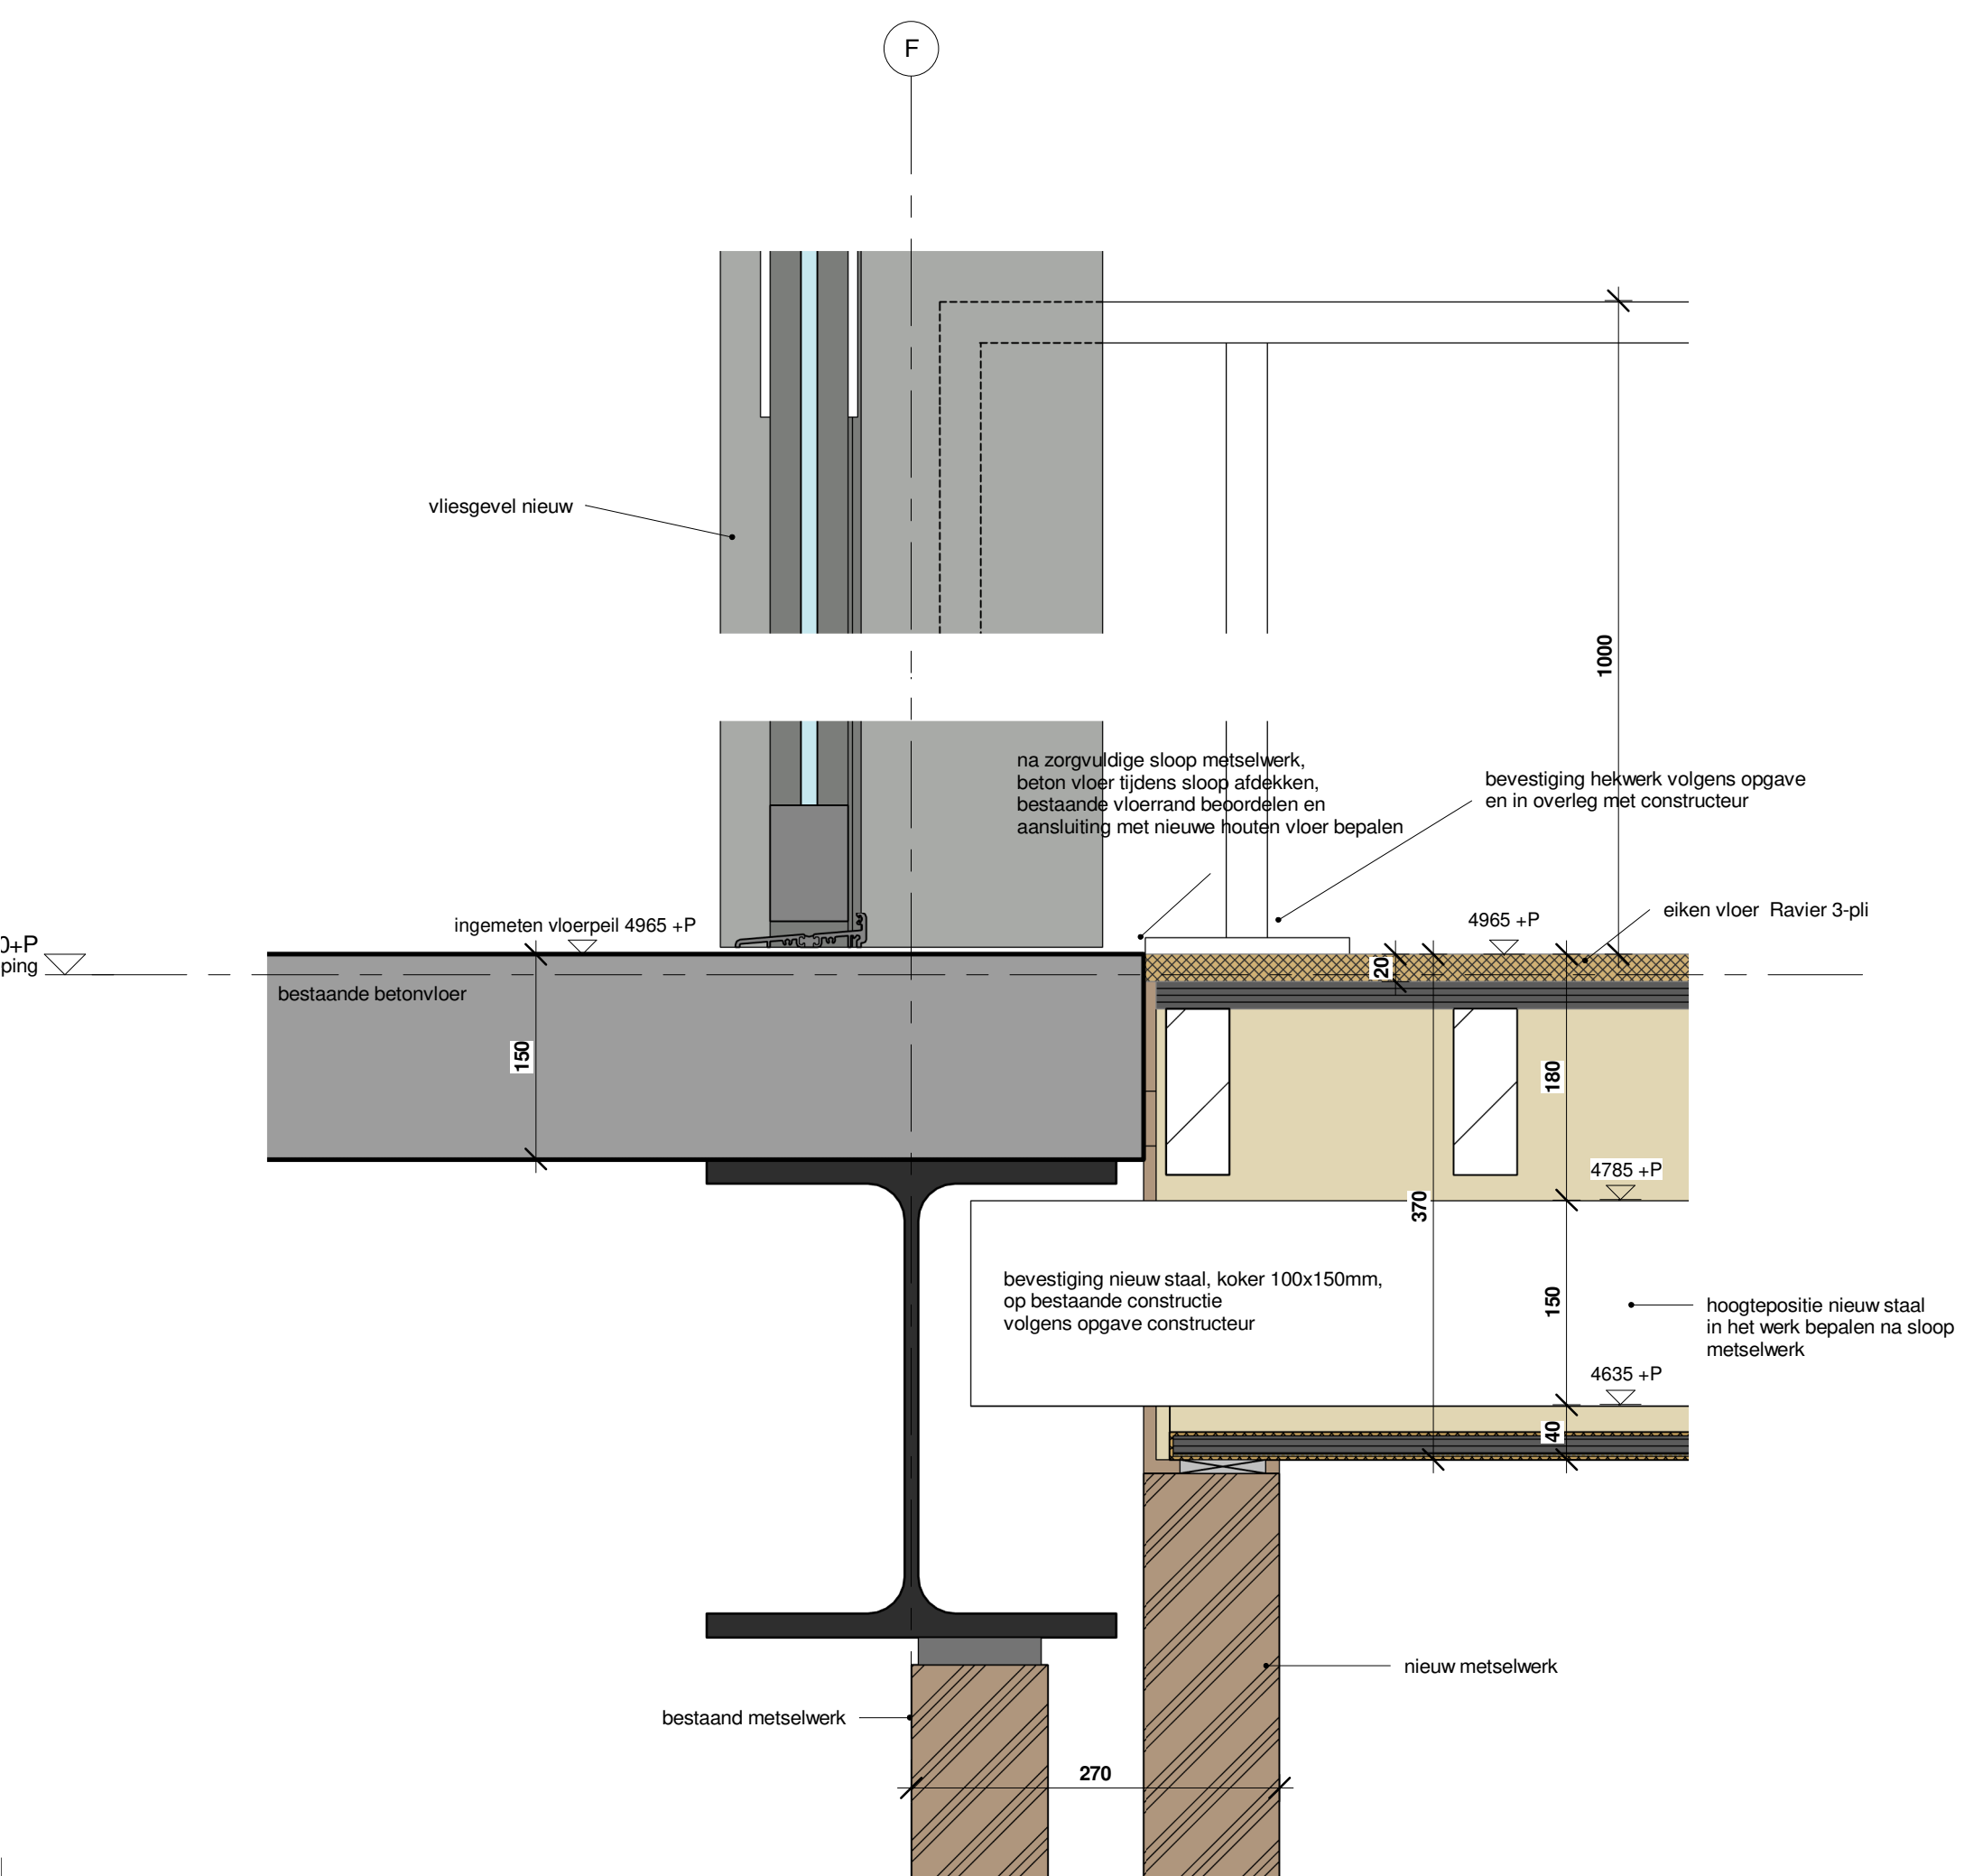 F
vliesgevel nieuw
1000
na zorgvuldige sloop metselwerk,
beton vloer tijdens sloop afdekken,
bestaande vloerrand beoordelen en
aansluiting met nieuwe houten vloer bepalen
bevestiging hekwerk volgens opgave
en in overleg met constructeur
ingemeten vloerpeil 4965 +P
4965 +P
eiken vloer Ravier 3-pli
0+P
ping
20
bestaande betonvloer
150
180
4785 +P
370
bevestiging nieuw staal, koker 100x150mm,
op bestaande constructie
volgens opgave constructeur
150
hoogtepositie nieuw staal
in het werk bepalen na sloop
metselwerk
4635 +P
40
nieuw metselwerk
bestaand metselwerk
270